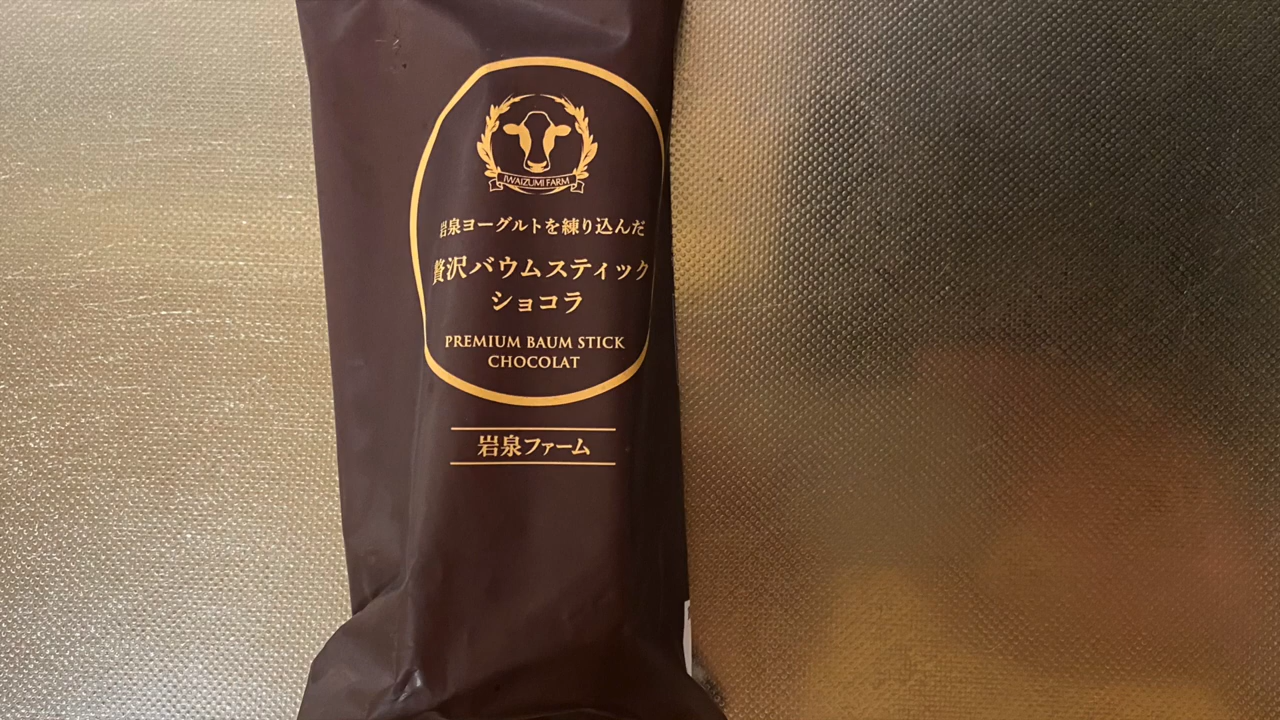 IWAIZUMI FARM
岩泉ヨーグルトを練り込んだ
贅沢バウムスティック
ショコラ
PREMIUM BAUM STICK
CHOCOLAT
岩泉ファーム